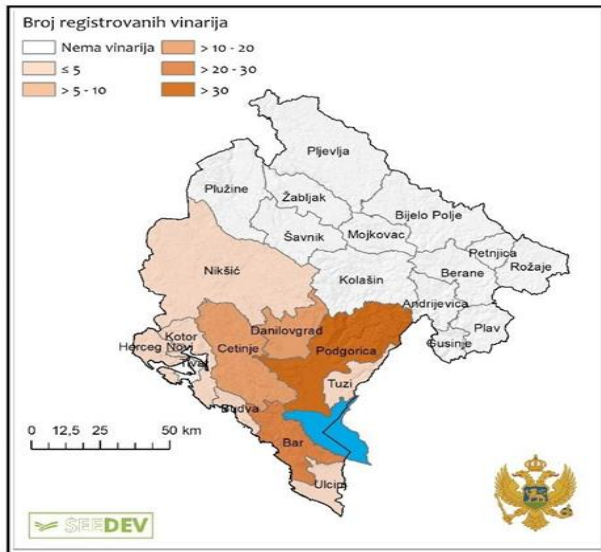 Broj registrovanih vinarija
Nema vinarija
≤ 5
> 5 - 10
> 10 - 20
> 20 - 30
> 30
Pljevlja
Plužine
Žabljak
Bijelo Polje
Šavnik
Mojkovac
Petnjica
Rožaje
Nikšić
Kolašin
Berane
Andrijevica
Plav
Gusinje
Danilovgrad
Kotor
Herceg Novi
Cetinje
Podgorica
Tivat
Tuzi
Budva
Bar
Ulcinj
0 12,5 25 50 km
SEEDEV